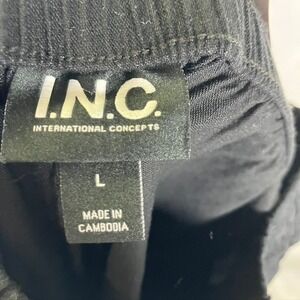 I.N.C.
INTERNATIONAL CONCEPTS
L
MADE IN
CAMBODIA